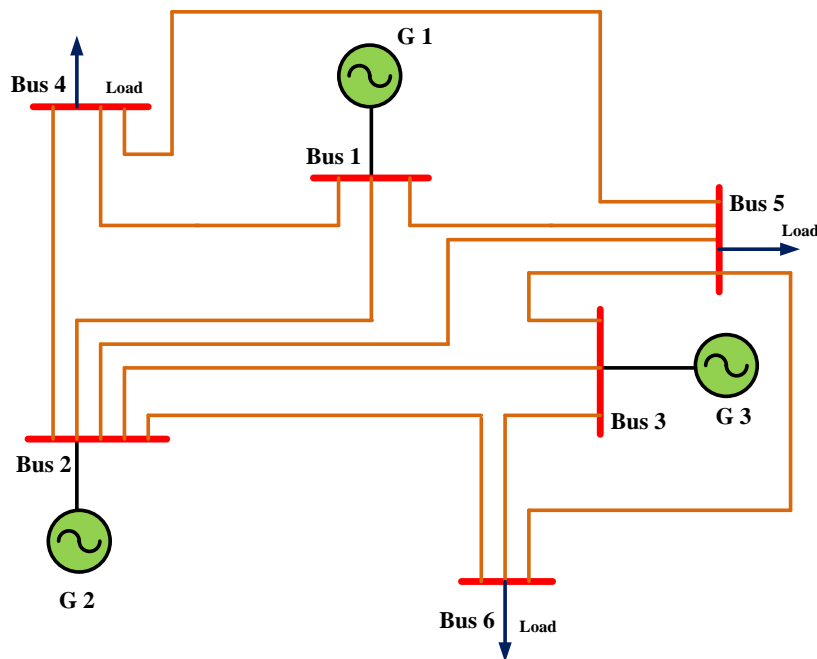 G 1
Bus 4
Load
Bus 1
Bus 5
Load
Bus 3
G 3
Bus 2
G 2
Bus 6
Load